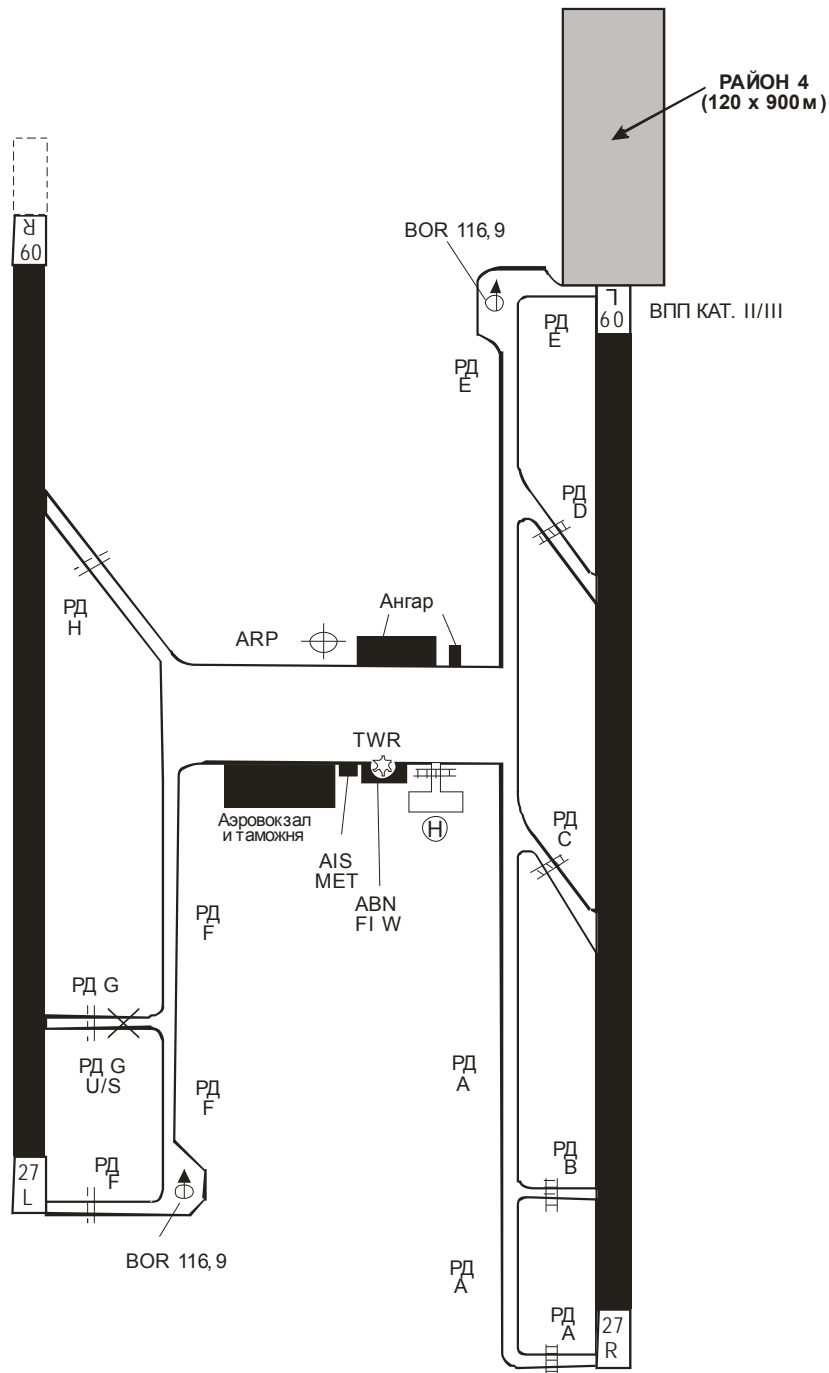 РАЙОН 4
(120 x 900м)
R
09
BOR 116,9
L
09
ВПП КАТ. II/III
РД
E
РД
E
РД
D
РД
H
ARP
Ангар
TWR
Аэровокзал
и таможня
H
AIS
MET
ABN
FI W
РД
C
РД
F
РД G
РД G
U/S
РД
F
РД
A
27
L
РД
F
РД
B
BOR 116,9
РД
A
РД
A
27
R